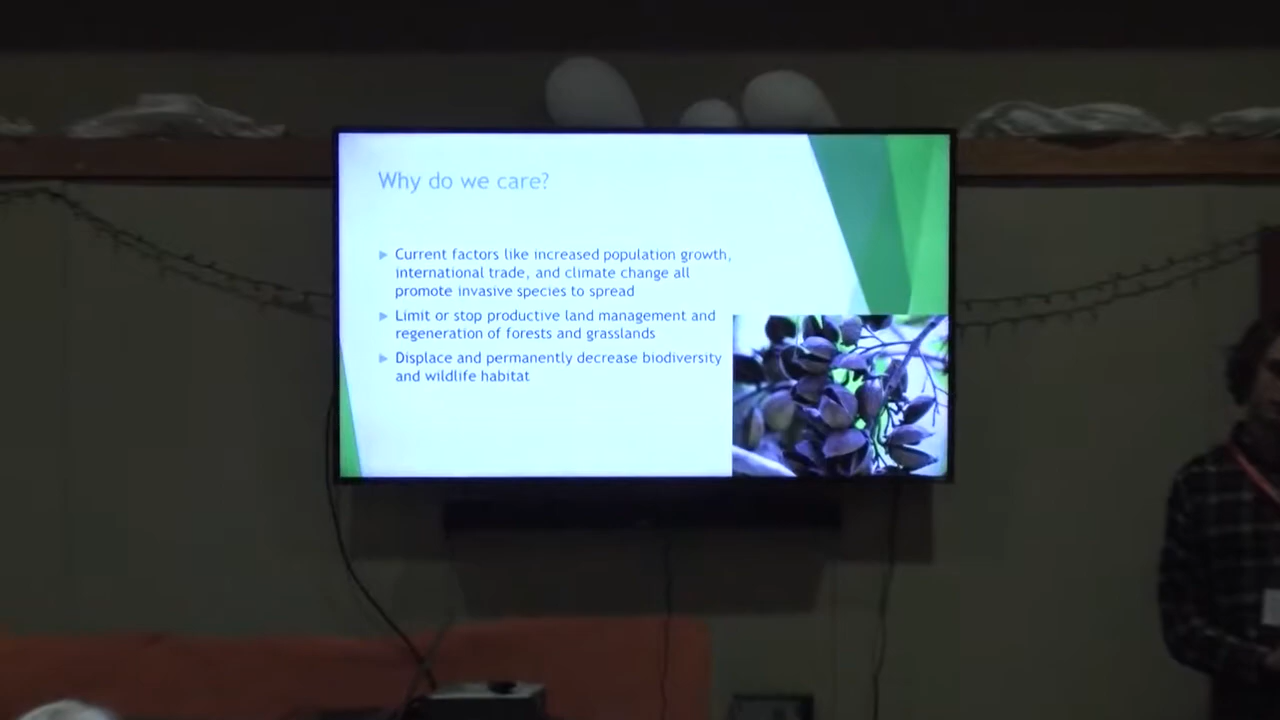 Why do we care?
Current factors like increased population growth,
international trade, and climate change all
promote invasive species to spread
Limit or stop productive land management and
regeneration of forests and grasslands
Displace and permanently decrease biodiversity
and wildlife habitat